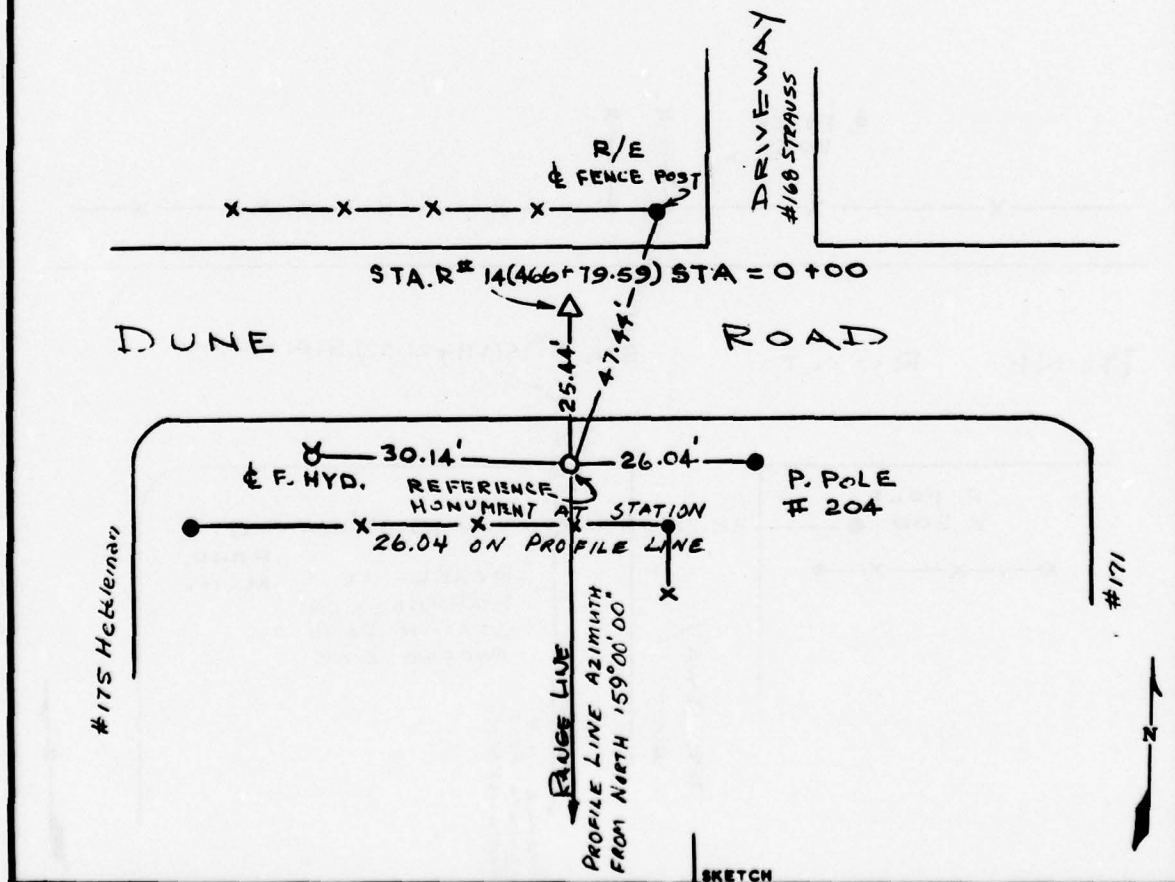 DRIVEWAY
#168 STRAUSS
R/E
℄ FENCE POST
STA. R# 14(466+79.59) STA = 0+00
DUNE ROAD
25.44'
47.44'
30.14'
26.04'
℄ F. HYD.
P. POLE
# 204
REFERENCE
MONUMENT AT STATION
26.04 ON PROFILE LINE
#175 Hettleman
#171
RANGE LINE
PROFILE LINE AZIMUTH
FROM NORTH 159°00'00"
N
SKETCH